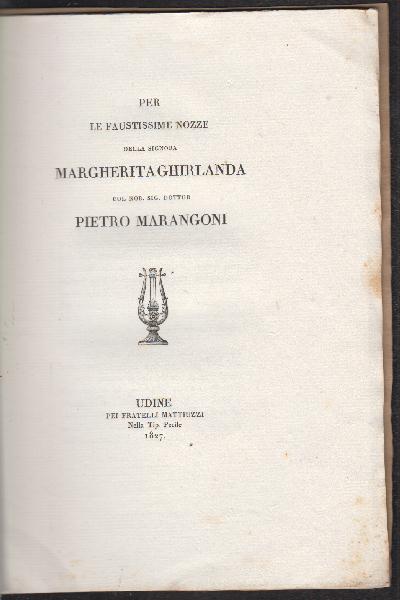 PER
LE FAUSTISSIME NOZZE
DELLA SIGNORA
MARGHERITA GHIRLANDA
COL NOB. SIG. DOTTOR
PIETRO MARANGONI
UDINE
PEI FRATELLI MATTIUZZI
Nella Tip. Pecile
1827.